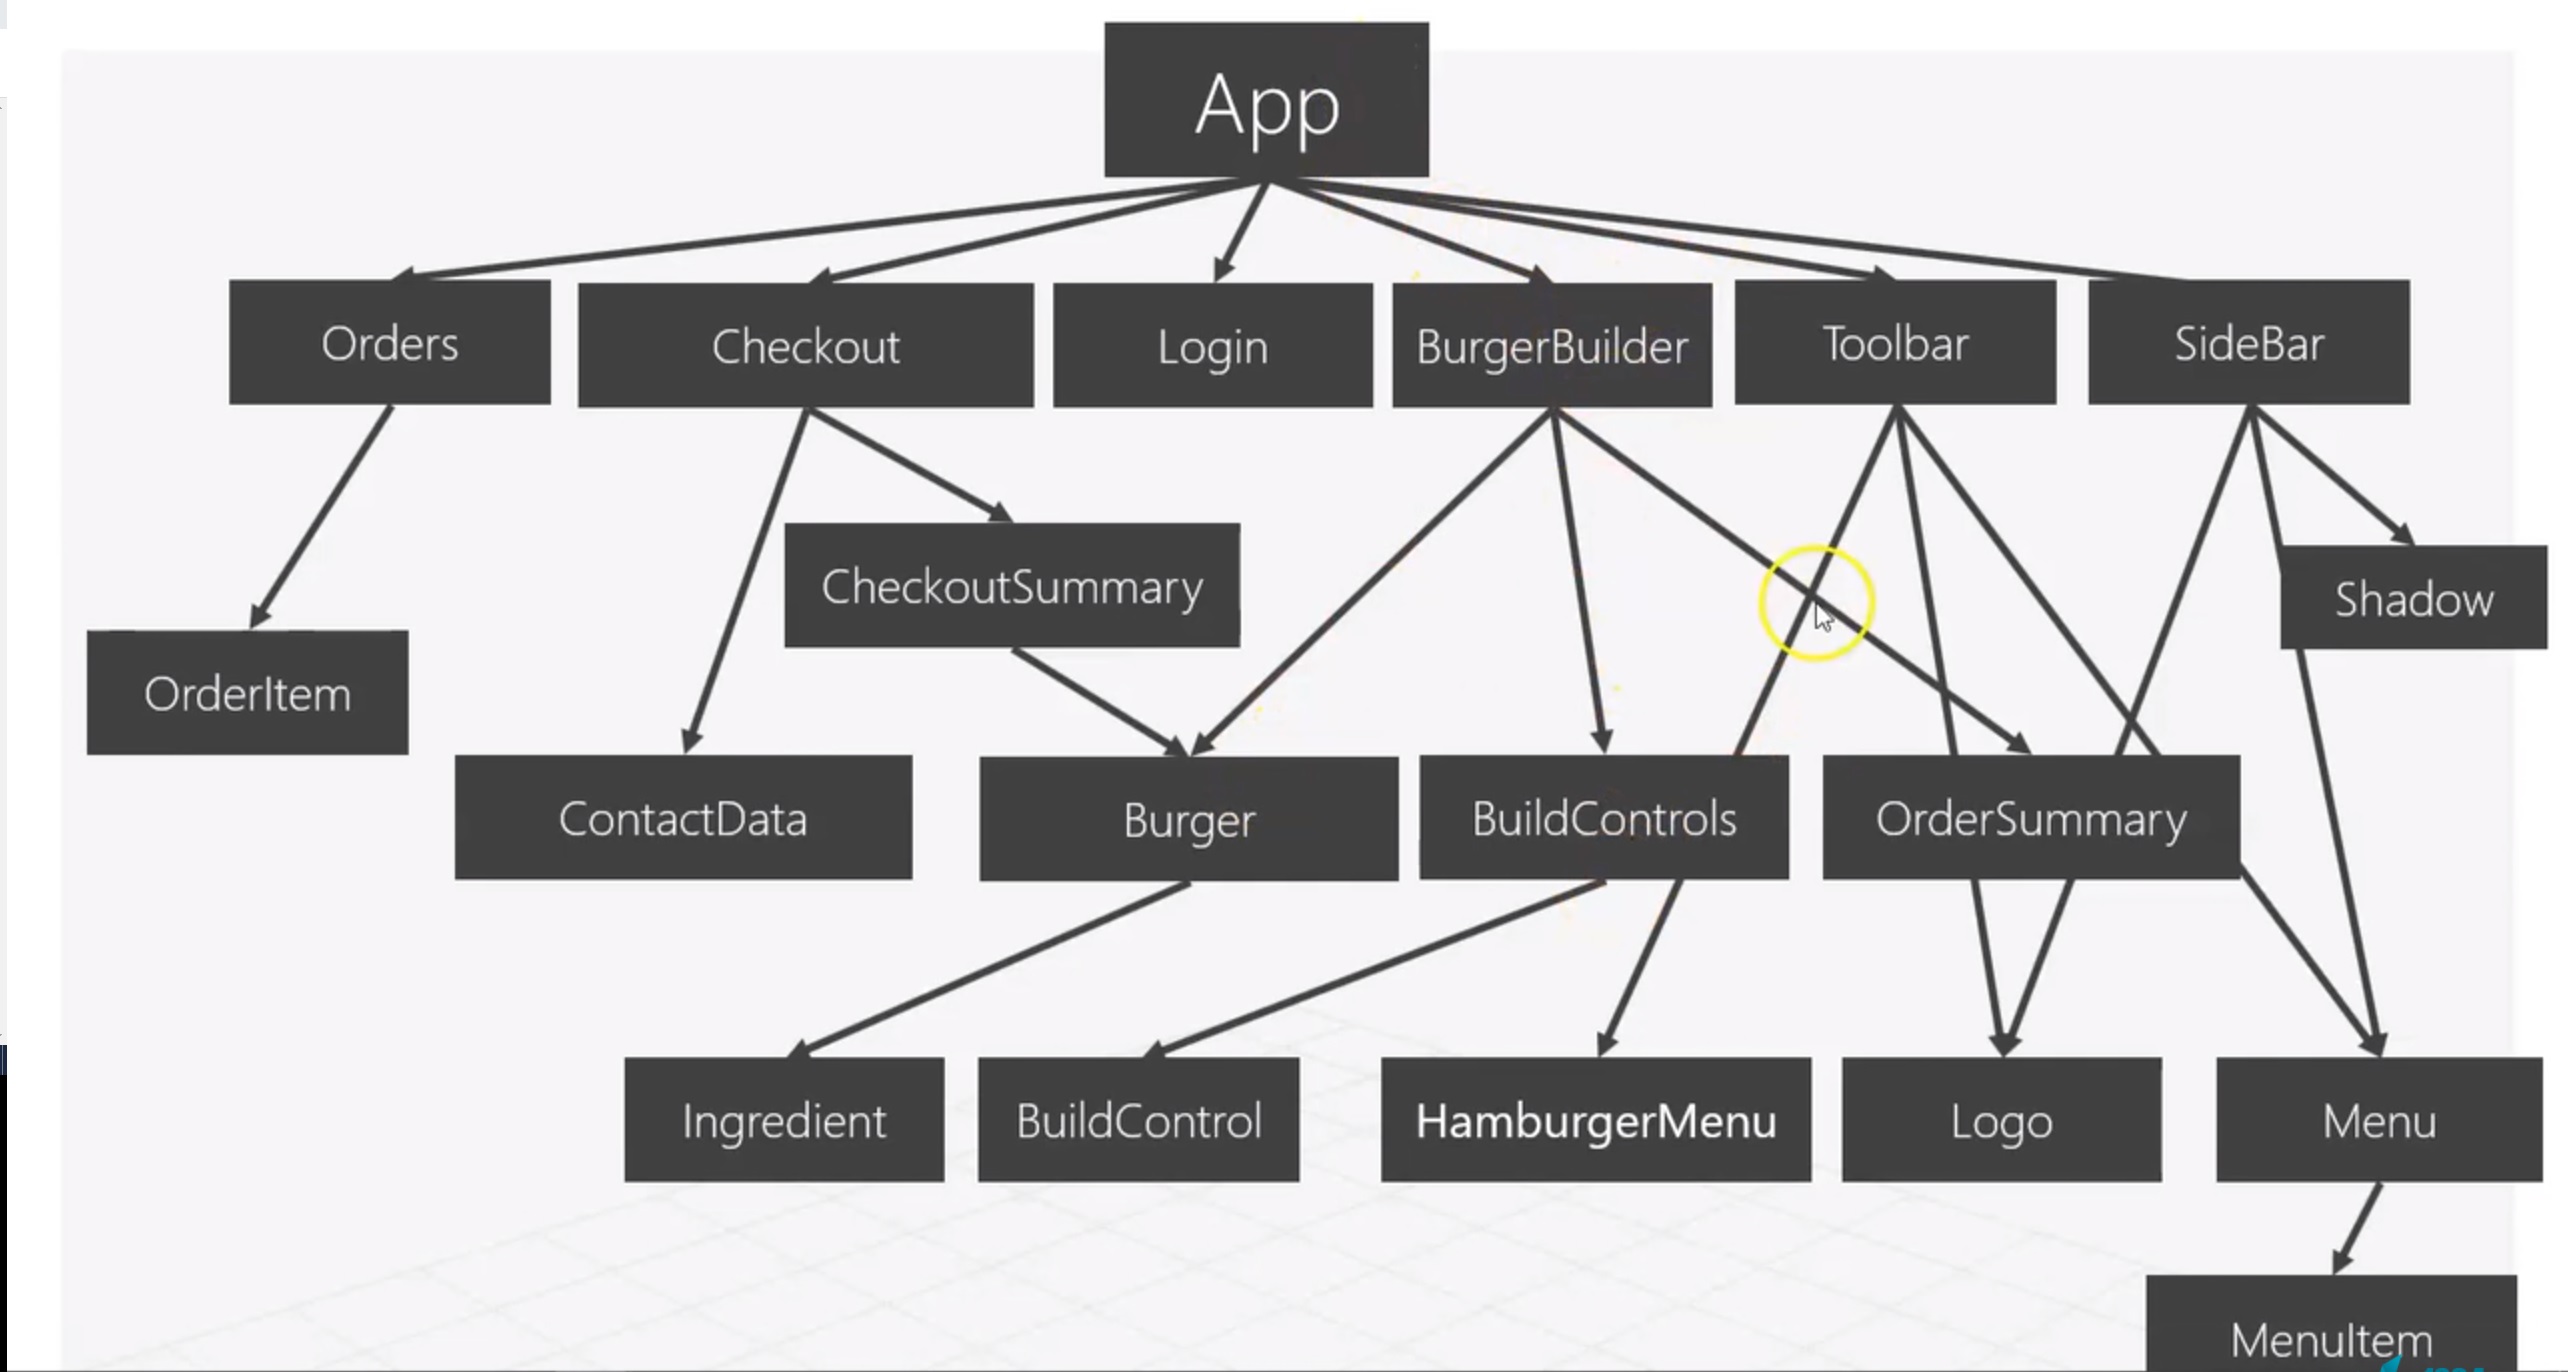 App
Orders
Checkout
Login
BurgerBuilder
Toolbar
SideBar
CheckoutSummary
Shadow
OrderItem
ContactData
Burger
BuildControls
OrderSummary
Ingredient
BuildControl
HamburgerMenu
Logo
Menu
MenuItem